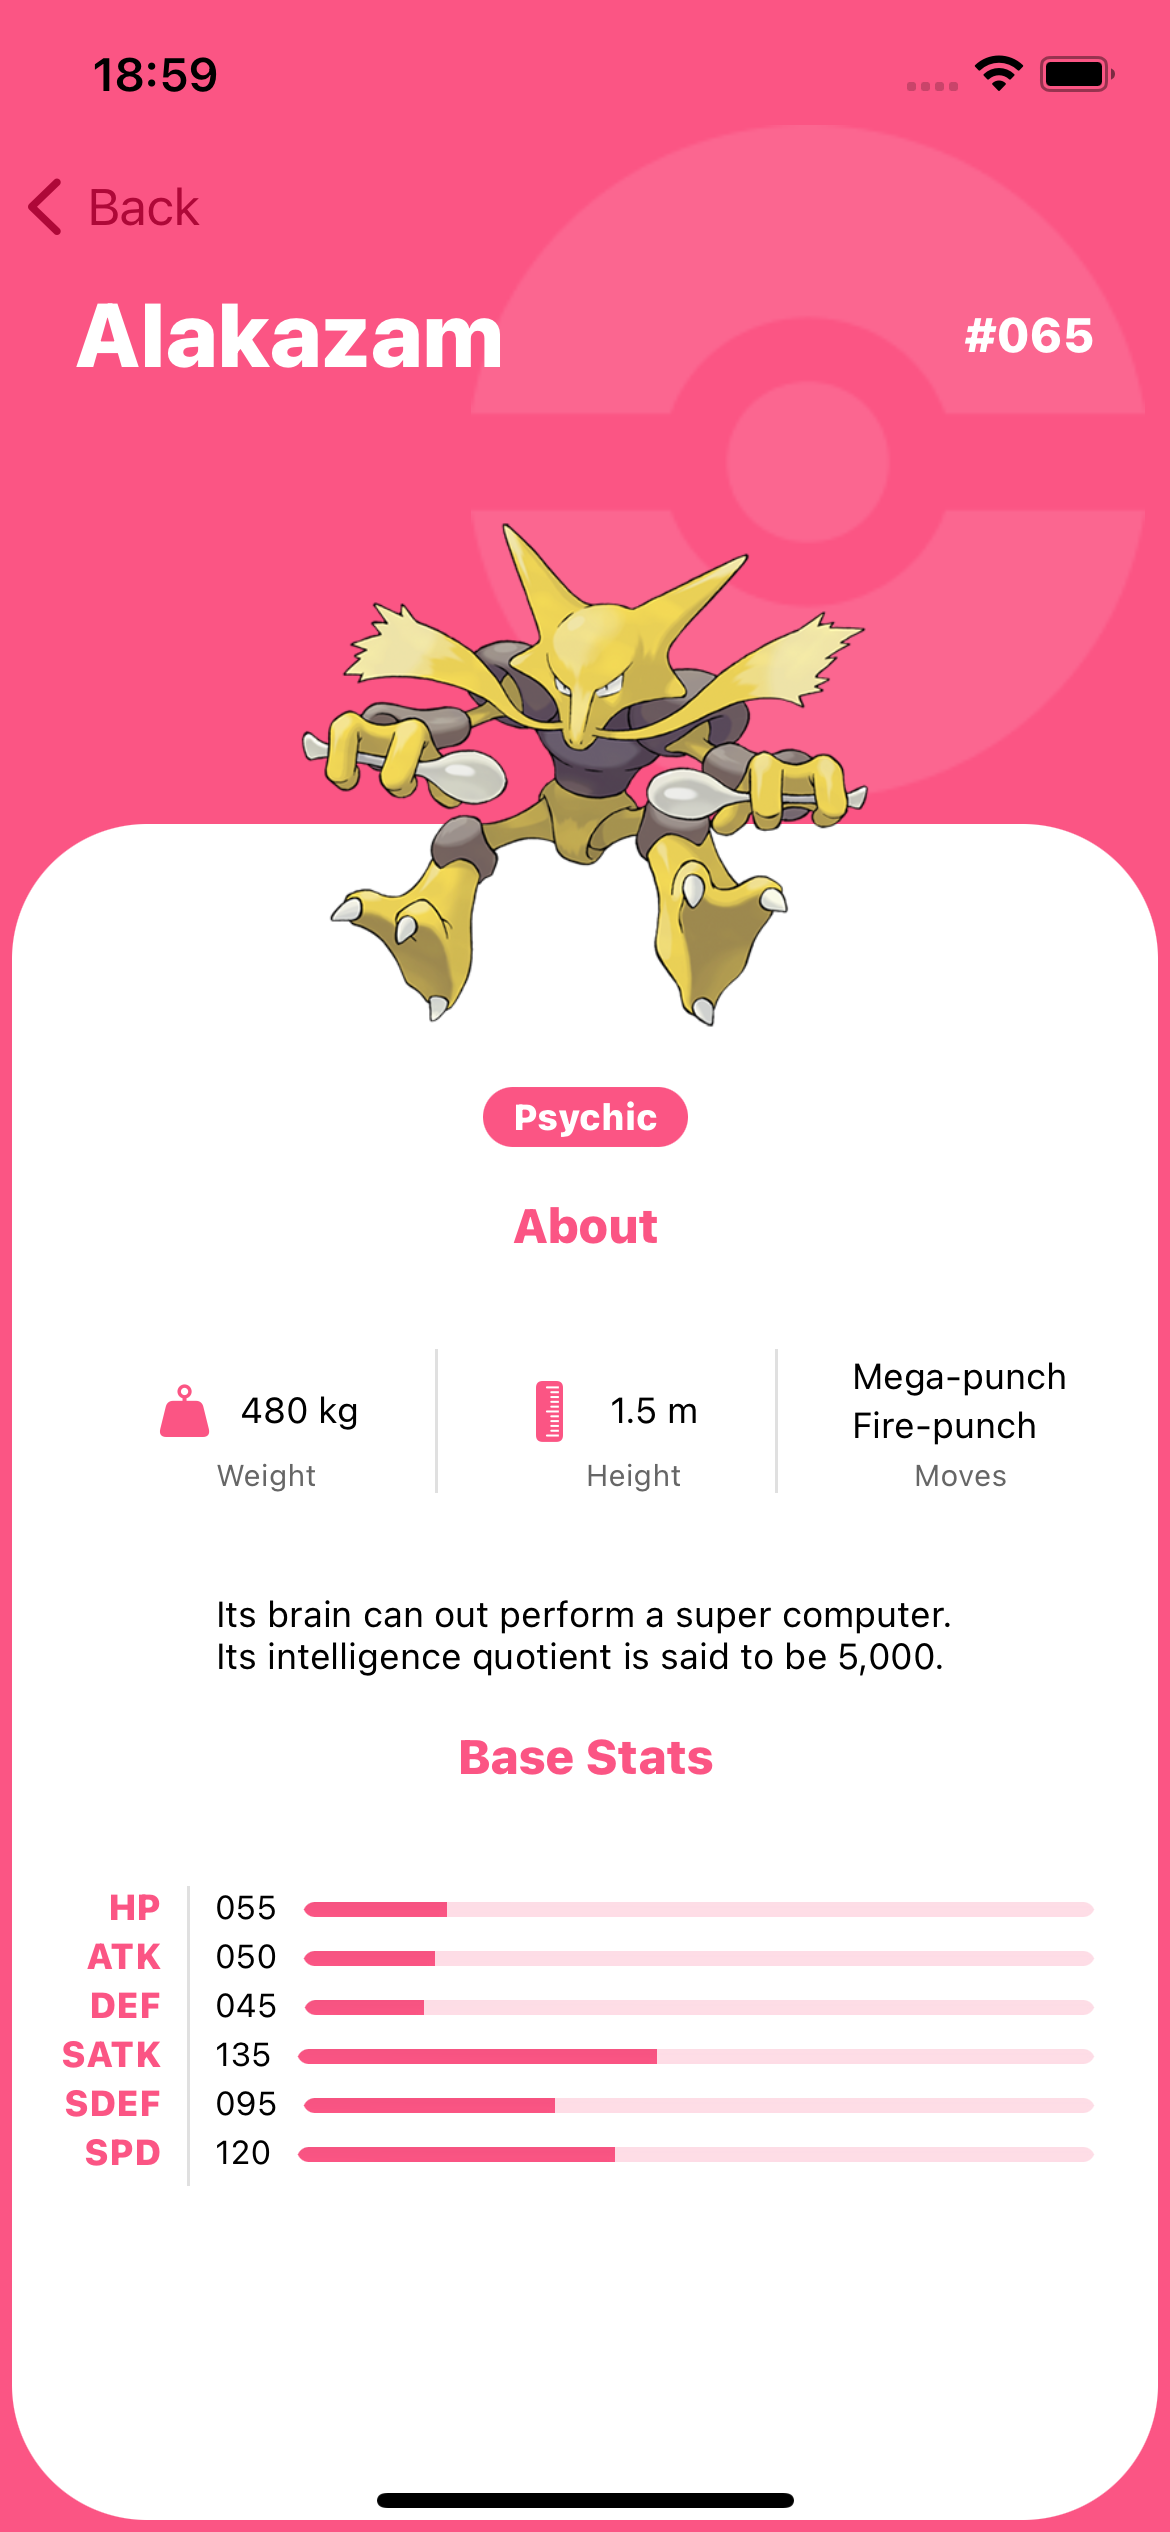 18:59
Back
Alakazam
#065
Psychic
About
480 kg
Weight
1.5 m
Height
Mega-punch
Fire-punch
Moves
Its brain can out perform a super computer.
Its intelligence quotient is said to be 5,000.
Base Stats
HP 055
ATK 050
DEF 045
SATK 135
SDEF 095
SPD 120